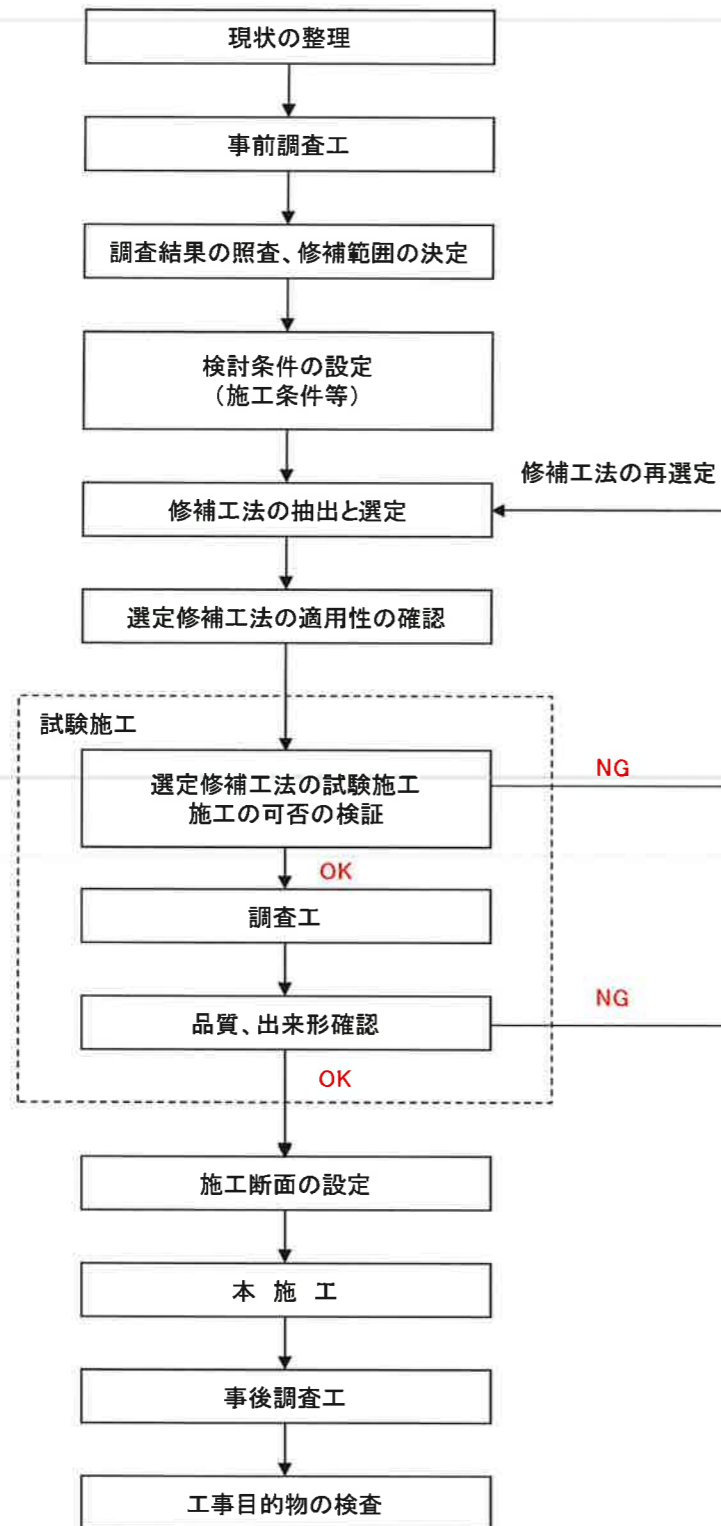 現状の整理
事前調査工
調査結果の照査、修補範囲の決定
検討条件の設定
（施工条件等）
修補工法の再選定
修補工法の抽出と選定
選定修補工法の適用性の確認
試験施工
選定修補工法の試験施工
施工の可否の検証
NG
OK
調査工
品質、出来形確認
NG
OK
施工断面の設定
本 施 工
事後調査工
工事目的物の検査